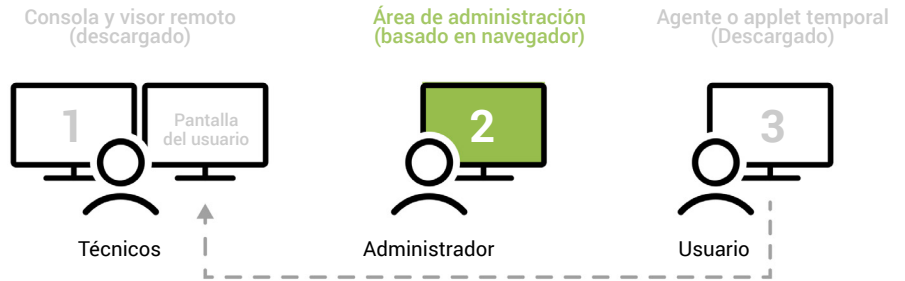 Consola y visor remoto
(descargado)
Área de administración
(basado en navegador)
Agente o applet temporal
(Descargado)
1
Pantalla
del usuario
2
3
Técnicos
Administrador
Usuario